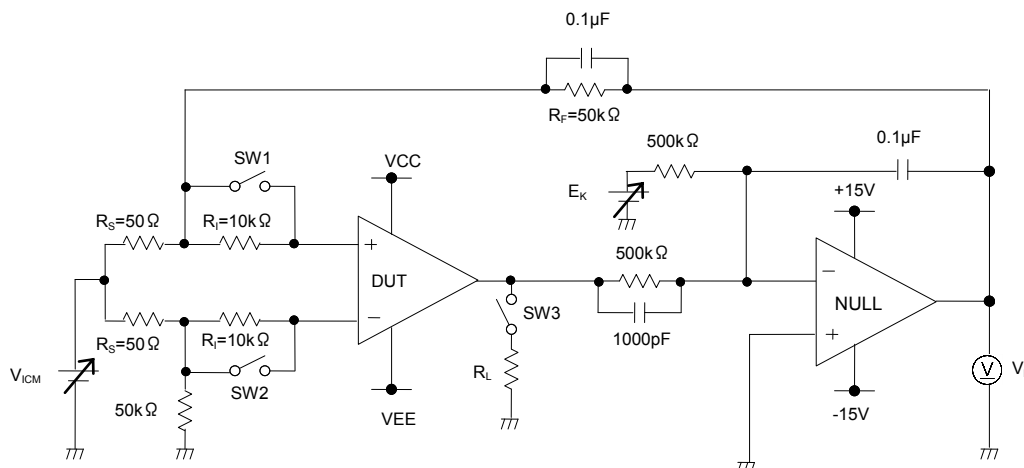 0.1μF
RF=50kΩ
500kΩ
0.1μF
SW1
VCC
EK
+15V
RS=50Ω
RI=10kΩ
+
DUT
−
500kΩ
−
NULL
+
SW3
1000pF
RS=50Ω
RI=10kΩ
SW2
VICM
50kΩ
VEE
RL
-15V
V
V